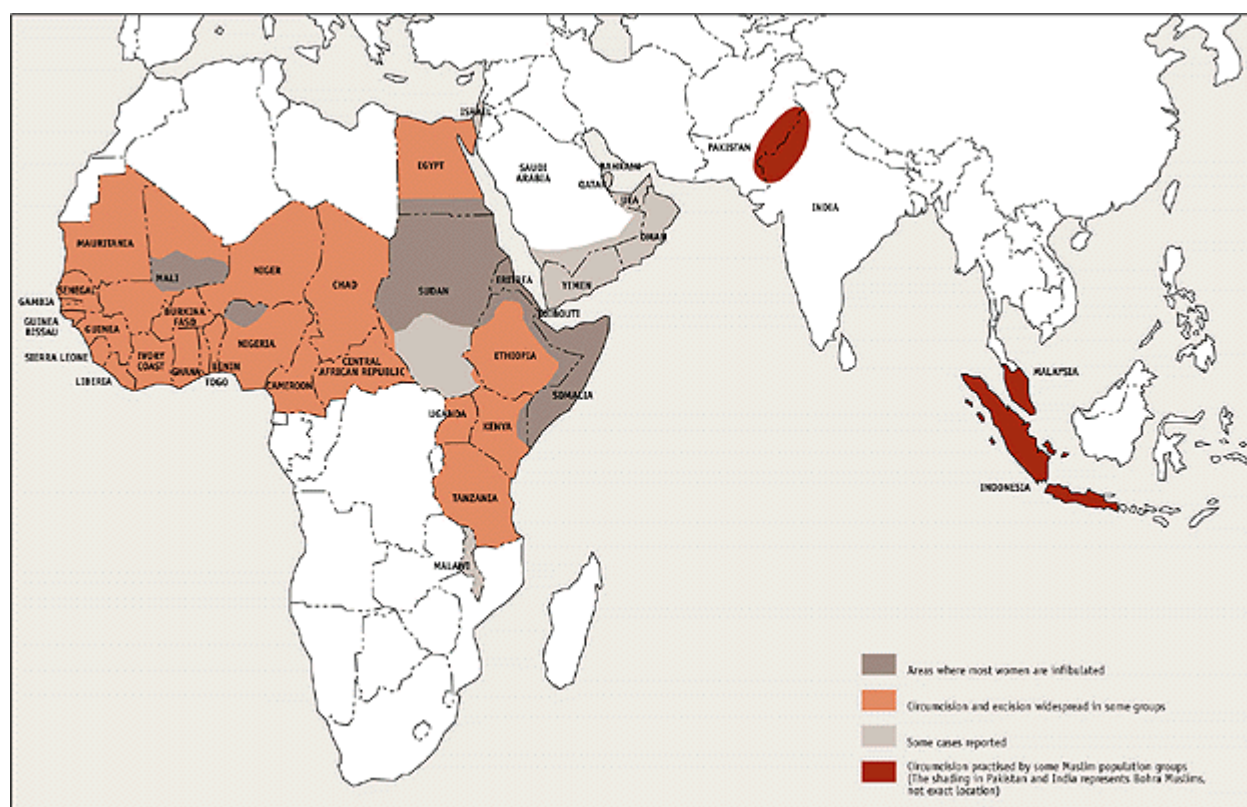 ISRAEL
EGYPT
PAKISTAN
BAHRAIN
SAUDI
ARABIA
QATAR
UEA
INDIA
OMAN
MAURITANIA
MALI
NIGER
CHAD
SUDAN
ERITREA
YEMEN
SENEGAL
GAMBIA
BURKINA
FASO
DJIBOUTI
GUINEA
BISSAU
GUINEA
NIGERIA
SIERRA LEONE
IVORY
COAST
GHANA
BENIN
ETHIOPIA
CENTRAL
AFRICAN REPUBLIC
LIBERIA
TOGO
CAMEROON
SOMALIA
MALAYSIA
UGANDA
KENYA
INDONESIA
TANZANIA
MALAWI
Areas where most women are infibulated
Circumcision and excision widespread in some groups
Some cases reported
Circumcision practised by some Muslim population groups
(The shading in Pakistan and India represents Bohra Muslims,
not exact location)